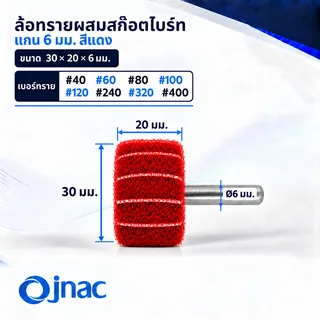 ล้อทรายผสมสก๊อตไบร์ท
แกน 6 มม. สีแดง
ขนาด 30 × 20 × 6 มม.
เบอร์ทราย
#40 #60 #80 #100
#120 #240 #320 #400
20 มม.
30 มม.
Ø6 มม.
jnac